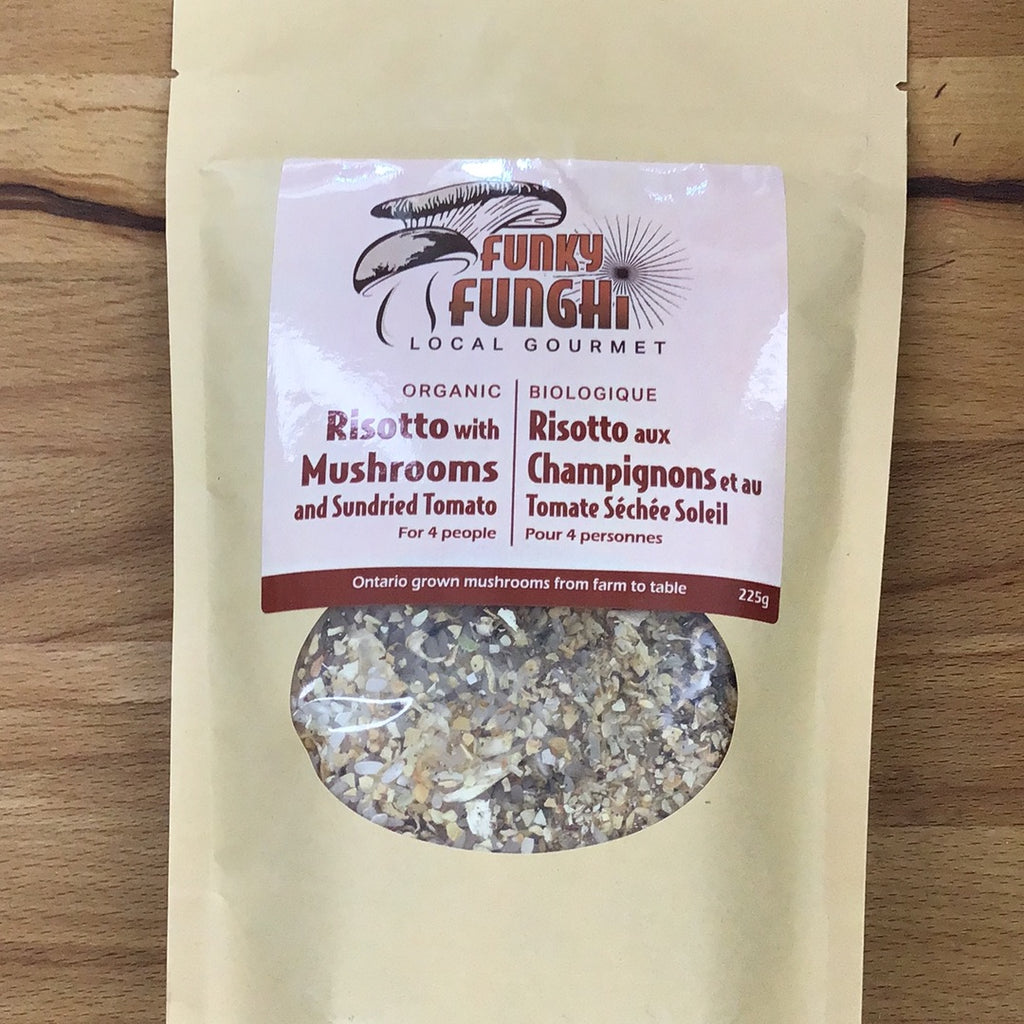 FUNKY
FUNGHi
LOCAL GOURMET
ORGANIC
Risotto with
Mushrooms
and Sundried Tomato
For 4 people
BIOLOGIQUE
Risotto aux
Champignons et au
Tomate Séchée Soleil
Pour 4 personnes
Ontario grown mushrooms from farm to table
225g